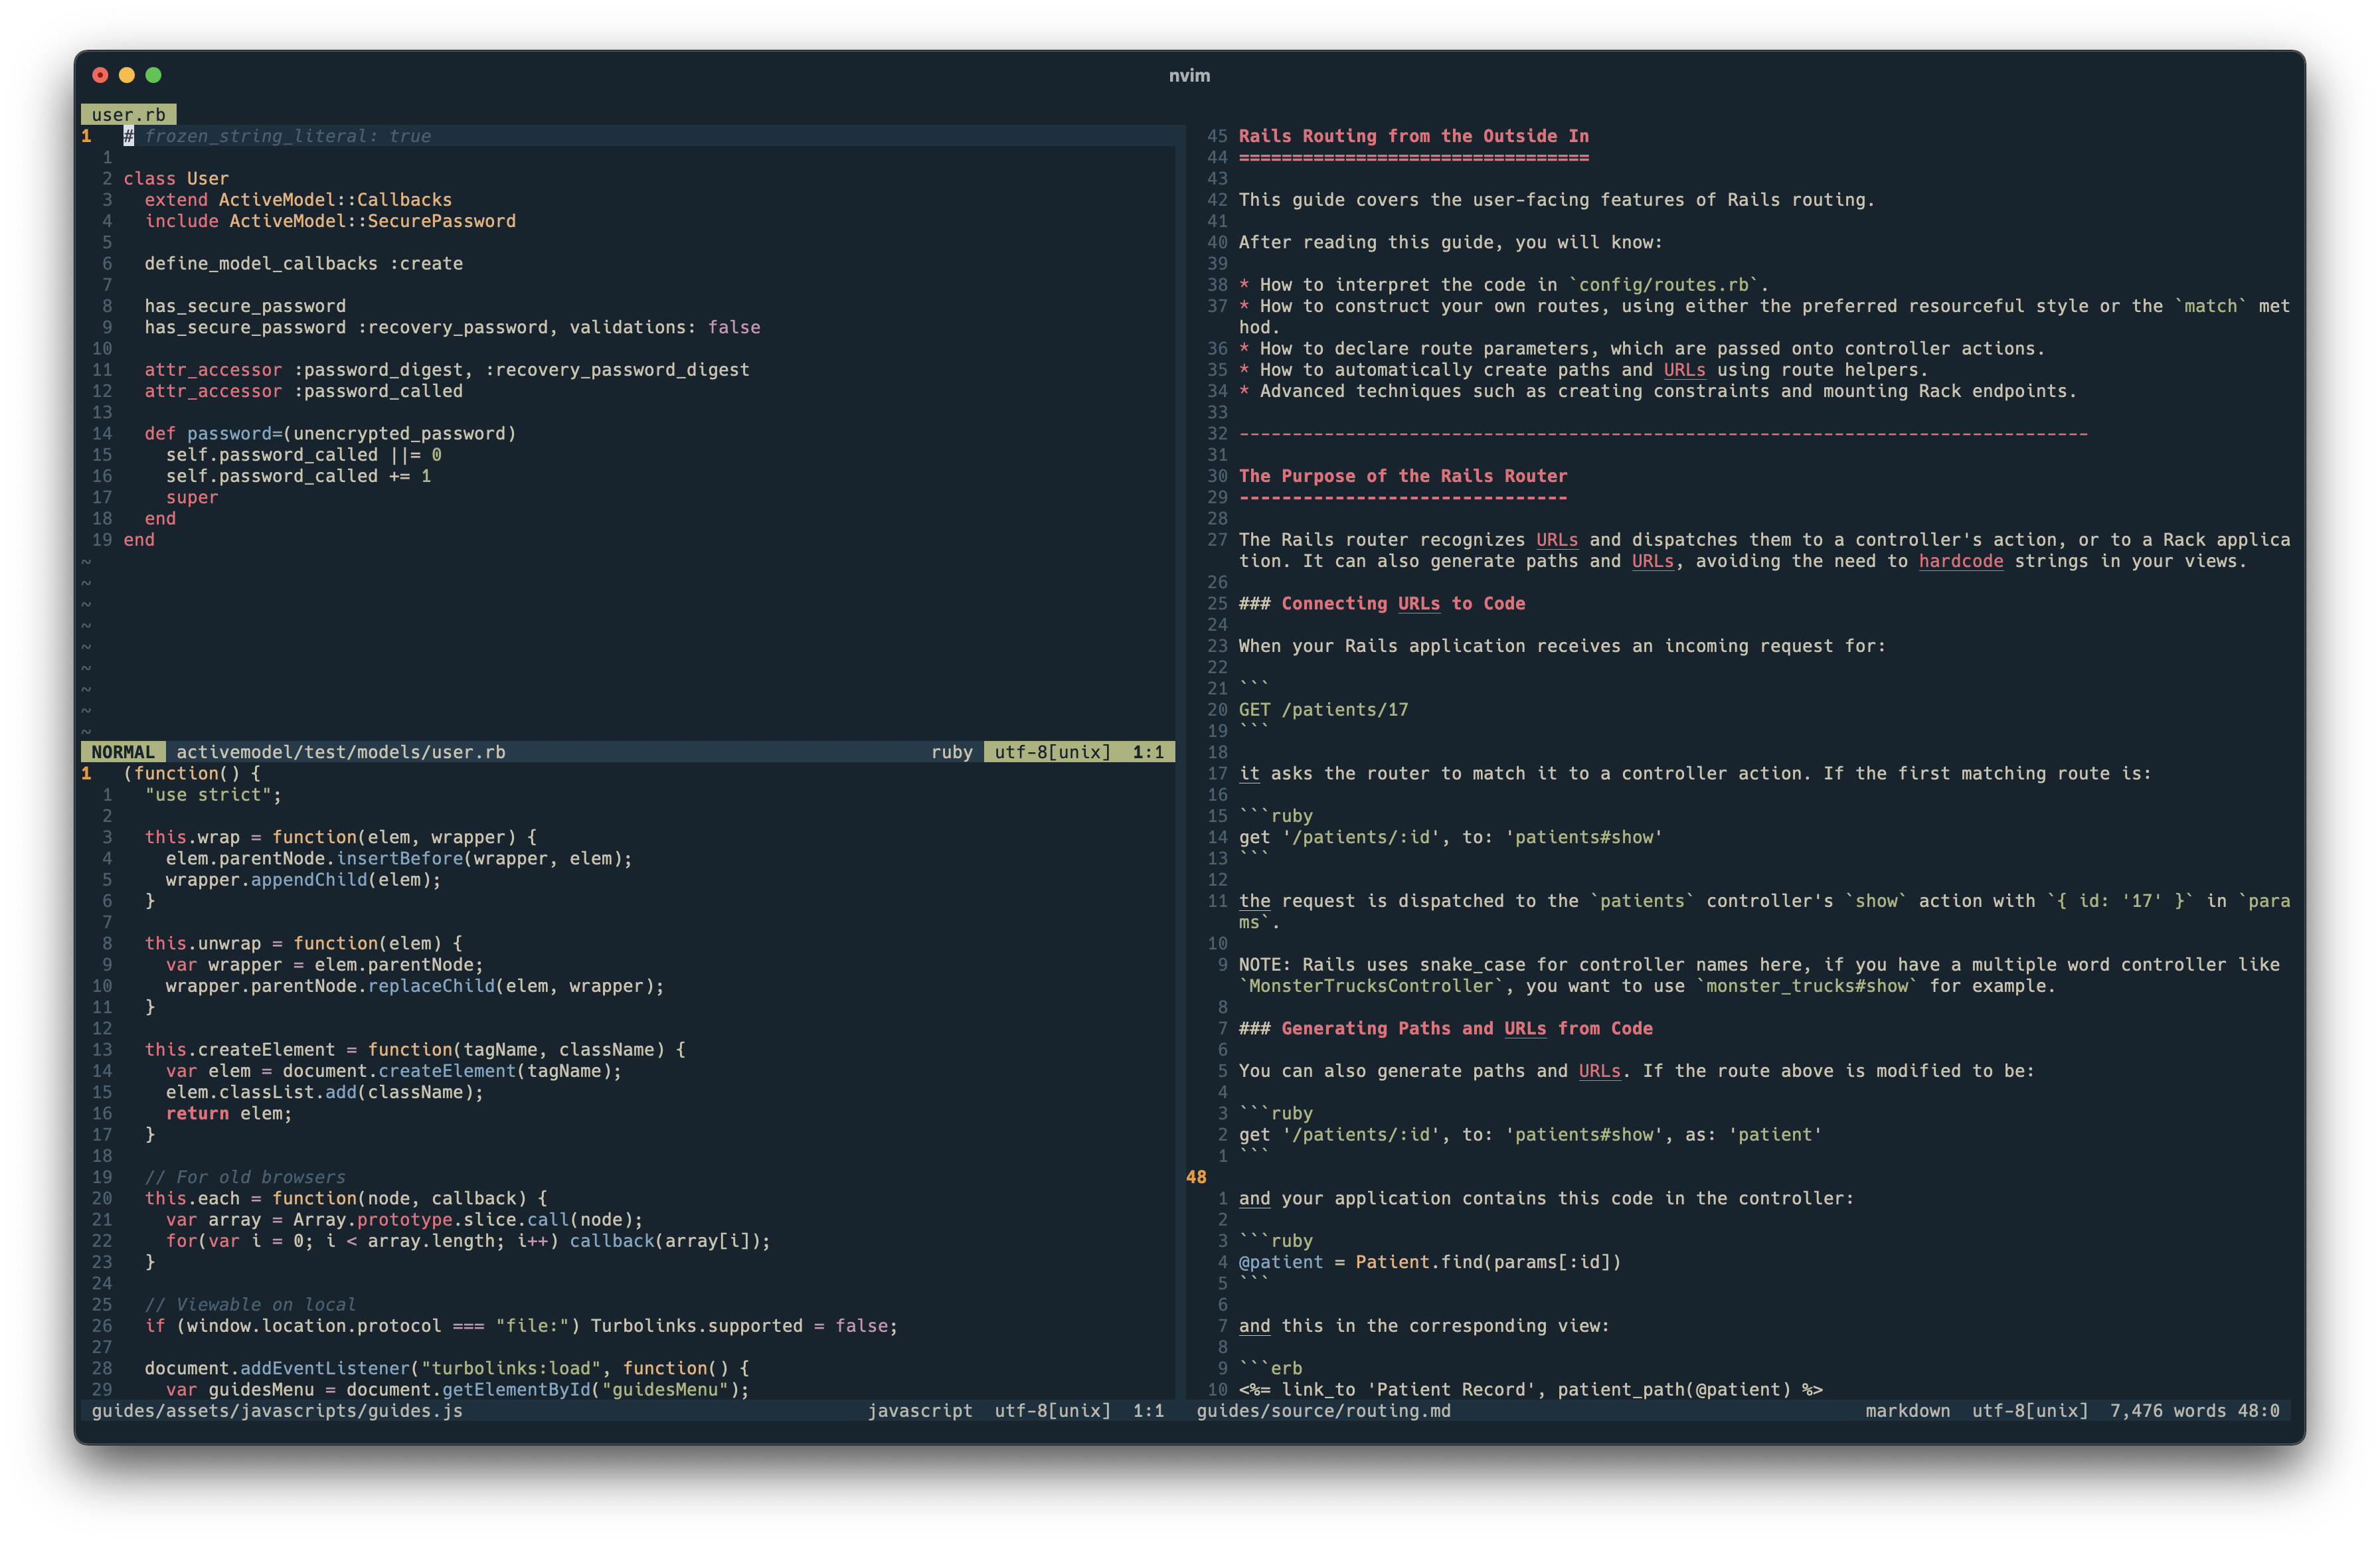 nvim
user.rb
1 # frozen_string_literal: true
1
2 class User
3 extend ActiveModel::Callbacks
4 include ActiveModel::SecurePassword
5
6 define_model_callbacks :create
7
8 has_secure_password
9 has_secure_password :recovery_password, validations: false
10
11 attr_accessor :password_digest, :recovery_password_digest
12 attr_accessor :password_called
13
14 def password=(unencrypted_password)
15 self.password_called ||= 0
16 self.password_called += 1
17 super
18 end
19 end
~
~
~
~
~
~
~
~
~
NORMAL activemodel/test/models/user.rb ruby utf-8[unix] 1:1
1 (function() {
1 "use strict";
2
3 this.wrap = function(elem, wrapper) {
4 elem.parentNode.insertBefore(wrapper, elem);
5 wrapper.appendChild(elem);
6 }
7
8 this.unwrap = function(elem) {
9 var wrapper = elem.parentNode;
10 wrapper.parentNode.replaceChild(elem, wrapper);
11 }
12
13 this.createElement = function(tagName, className) {
14 var elem = document.createElement(tagName);
15 elem.classList.add(className);
16 return elem;
17 }
18
19 // For old browsers
20 this.each = function(node, callback) {
21 var array = Array.prototype.slice.call(node);
22 for(var i = 0; i < array.length; i++) callback(array[i]);
23 }
24
25 // Viewable on local
26 if (window.location.protocol === "file:") Turbolinks.supported = false;
27
28 document.addEventListener("turbolinks:load", function() {
29 var guidesMenu = document.getElementById("guidesMenu");
guides/assets/javascripts/guides.js javascript utf-8[unix] 1:1
45 Rails Routing from the Outside In
44 =================================
43
42 This guide covers the user-facing features of Rails routing.
41
40 After reading this guide, you will know:
39
38 * How to interpret the code in `config/routes.rb`.
37 * How to construct your own routes, using either the preferred resourceful style or the `match` met
hod.
36 * How to declare route parameters, which are passed onto controller actions.
35 * How to automatically create paths and URLs using route helpers.
34 * Advanced techniques such as creating constraints and mounting Rack endpoints.
33
32 --------------------------------------------------------------------------------
31
30 The Purpose of the Rails Router
29 -------------------------------
28
27 The Rails router recognizes URLs and dispatches them to a controller's action, or to a Rack applica
tion. It can also generate paths and URLs, avoiding the need to hardcode strings in your views.
26
25 ### Connecting URLs to Code
24
23 When your Rails application receives an incoming request for:
22
21 ```
20 GET /patients/17
19 ```
18
17 it asks the router to match it to a controller action. If the first matching route is:
16
15 ```ruby
14 get '/patients/:id', to: 'patients#show'
13 ```
12
11 the request is dispatched to the `patients` controller's `show` action with `{ id: '17' }` in `para
ms`.
10
9 NOTE: Rails uses snake_case for controller names here, if you have a multiple word controller like
`MonsterTrucksController`, you want to use `monster_trucks#show` for example.
8
7 ### Generating Paths and URLs from Code
6
5 You can also generate paths and URLs. If the route above is modified to be:
4
3 ```ruby
2 get '/patients/:id', to: 'patients#show', as: 'patient'
1 ```
48
1 and your application contains this code in the controller:
2
3 ```ruby
4 @patient = Patient.find(params[:id])
5 ```
6
7 and this in the corresponding view:
8
9 ```erb
10 <%= link_to 'Patient Record', patient_path(@patient) %>
guides/source/routing.md markdown utf-8[unix] 7,476 words 48:0